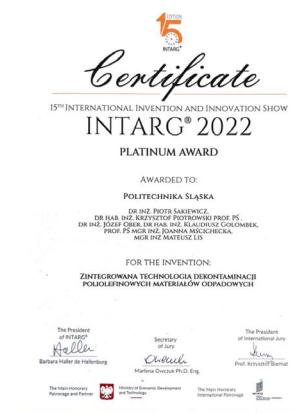 EDITION
15
INTARG®
Certificate
15TH INTERNATIONAL INVENTION AND INNOVATION SHOW
INTARG® 2022
PLATINUM AWARD
AWARDED TO:
POLITECHNIKA ŚLĄSKA
DR INŻ. PIOTR SAKIEWICZ,
DR HAB. INŻ. KRZYSZTOF PIOTROWSKI PROF. PŚ,
DR INŻ. JÓZEF OBER, DR HAB. INŻ. KLAUDIUSZ GOŁOMBEK,
PROF. PŚ MGR INŻ. JOANNA MŚCICHECKA,
MGR INŻ MATEUSZ LIS
FOR THE INVENTION:
ZINTEGROWANA TECHNOLOGIA DEKONTAMINACJI
POLIOLEFINOWYCH MATERIAŁÓW ODPADOWYCH
The President
of INTARG®
Barbara Haller de Hallenburg
Secretary
of Jury
Marlena Owczuk Ph.D. Eng.
The President
of International Jury
Prof. Krzysztof Biernat
The Main Honorary
Patronage and Partner
Ministry of Economic Development
and Technology
The Main Honorary
International Patronage